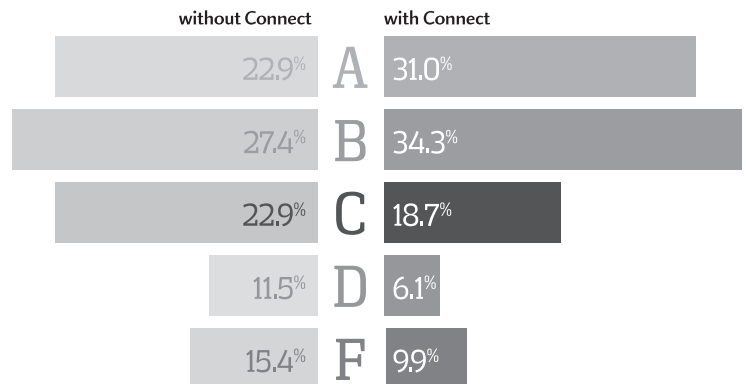 without Connect with Connect
22.9% A 31.0%
27.4% B 34.3%
22.9% C 18.7%
11.5% D 6.1%
15.4% F 9.9%